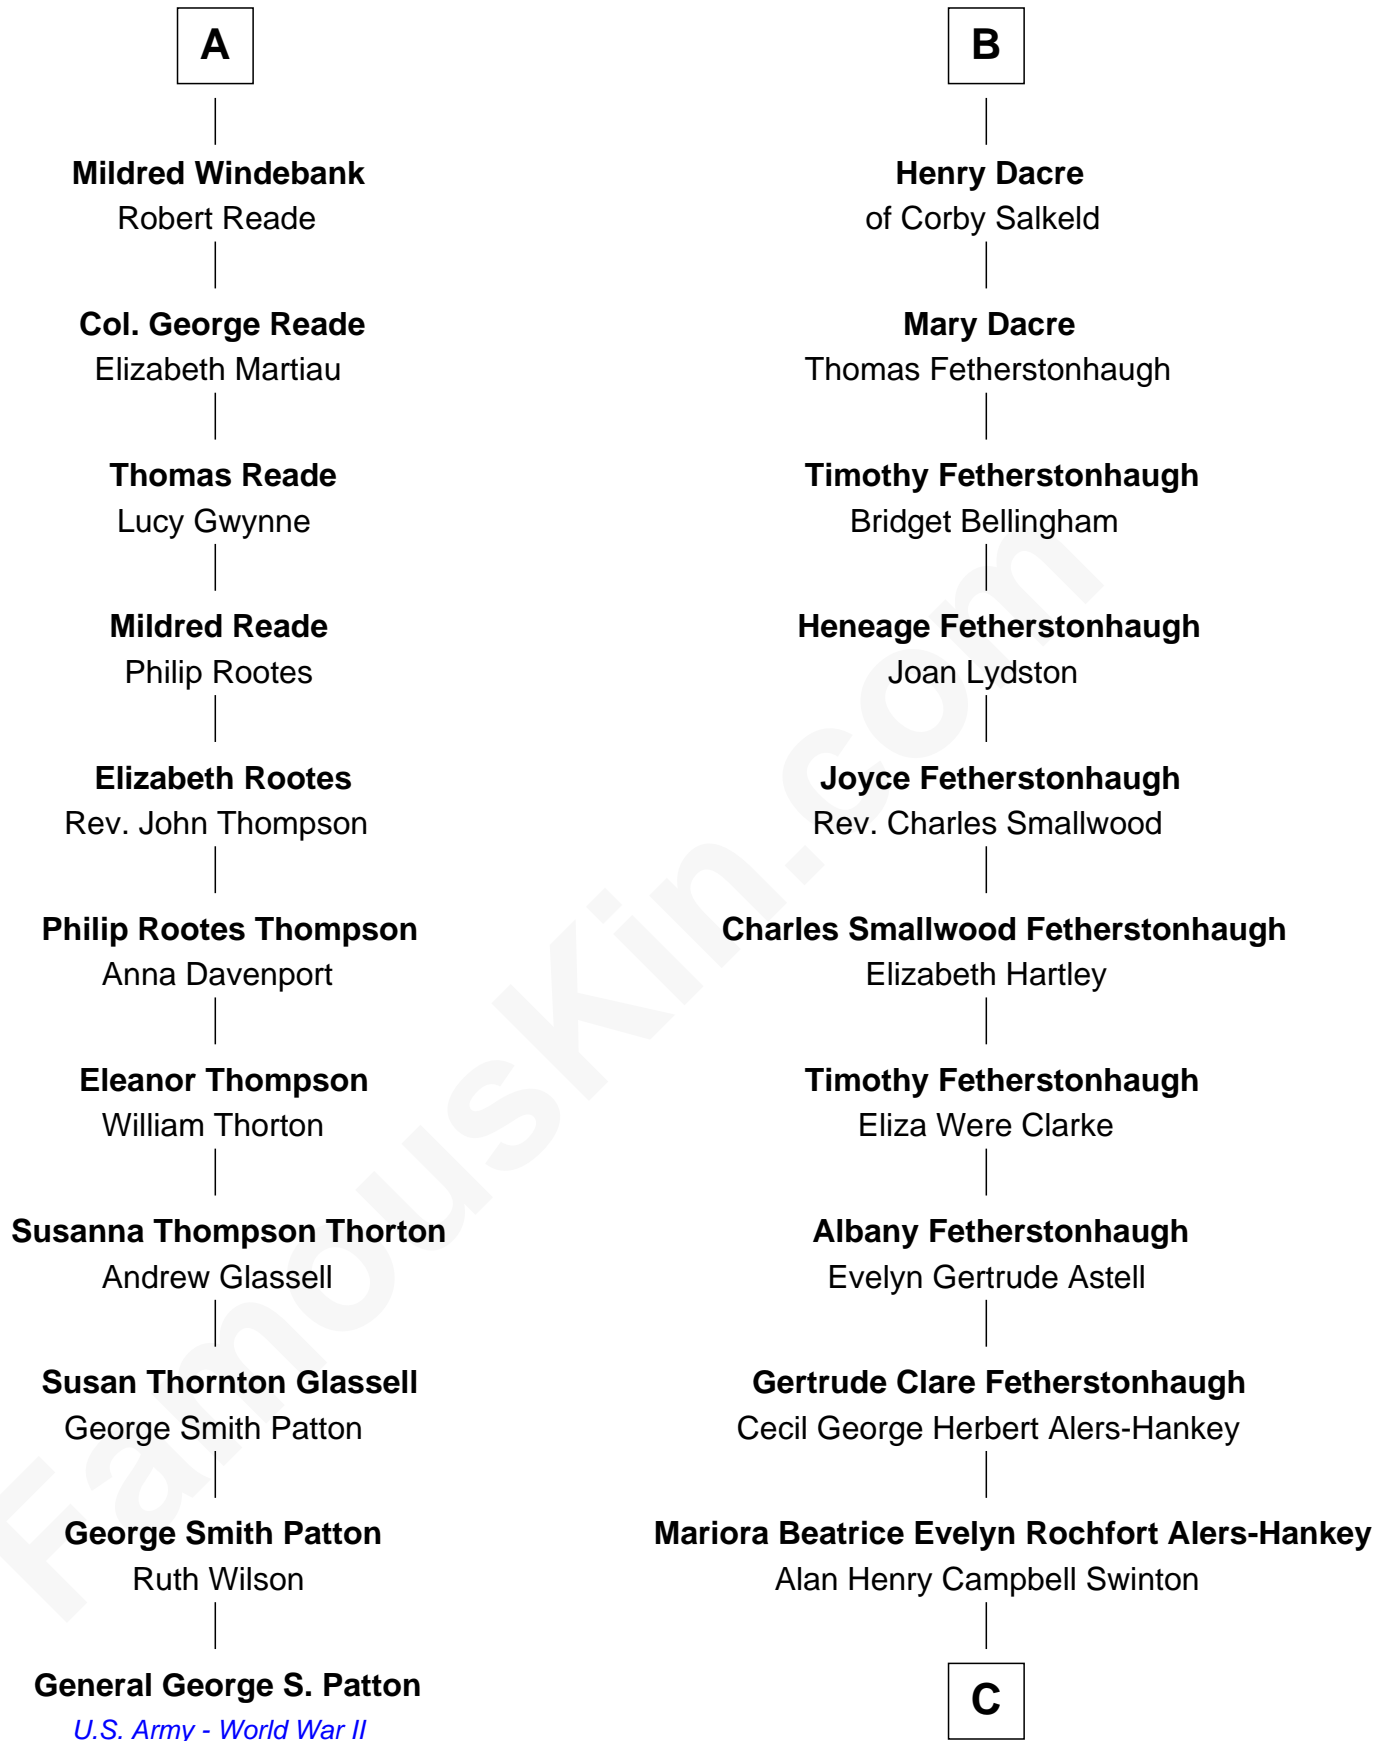 A
Mildred Windebank
Robert Reade
Col. George Reade
Elizabeth Martiau
Thomas Reade
Lucy Gwynne
Mildred Reade
Philip Rootes
Elizabeth Rootes
Rev. John Thompson
Philip Rootes Thompson
Anna Davenport
Eleanor Thompson
William Thorton
Susanna Thompson Thorton
Andrew Glassell
Susan Thornton Glassell
George Smith Patton
George Smith Patton
Ruth Wilson
General George S. Patton
U.S. Army - World War II
B
Henry Dacre
of Corby Salkeld
Mary Dacre
Thomas Fetherstonhaugh
Timothy Fetherstonhaugh
Bridget Bellingham
Heneage Fetherstonhaugh
Joan Lydston
Joyce Fetherstonhaugh
Rev. Charles Smallwood
Charles Smallwood Fetherstonhaugh
Elizabeth Hartley
Timothy Fetherstonhaugh
Eliza Were Clarke
Albany Fetherstonhaugh
Evelyn Gertrude Astell
Gertrude Clare Fetherstonhaugh
Cecil George Herbert Alers-Hankey
Mariora Beatrice Evelyn Rochfort Alers-Hankey
Alan Henry Campbell Swinton
C
FamousKin.com